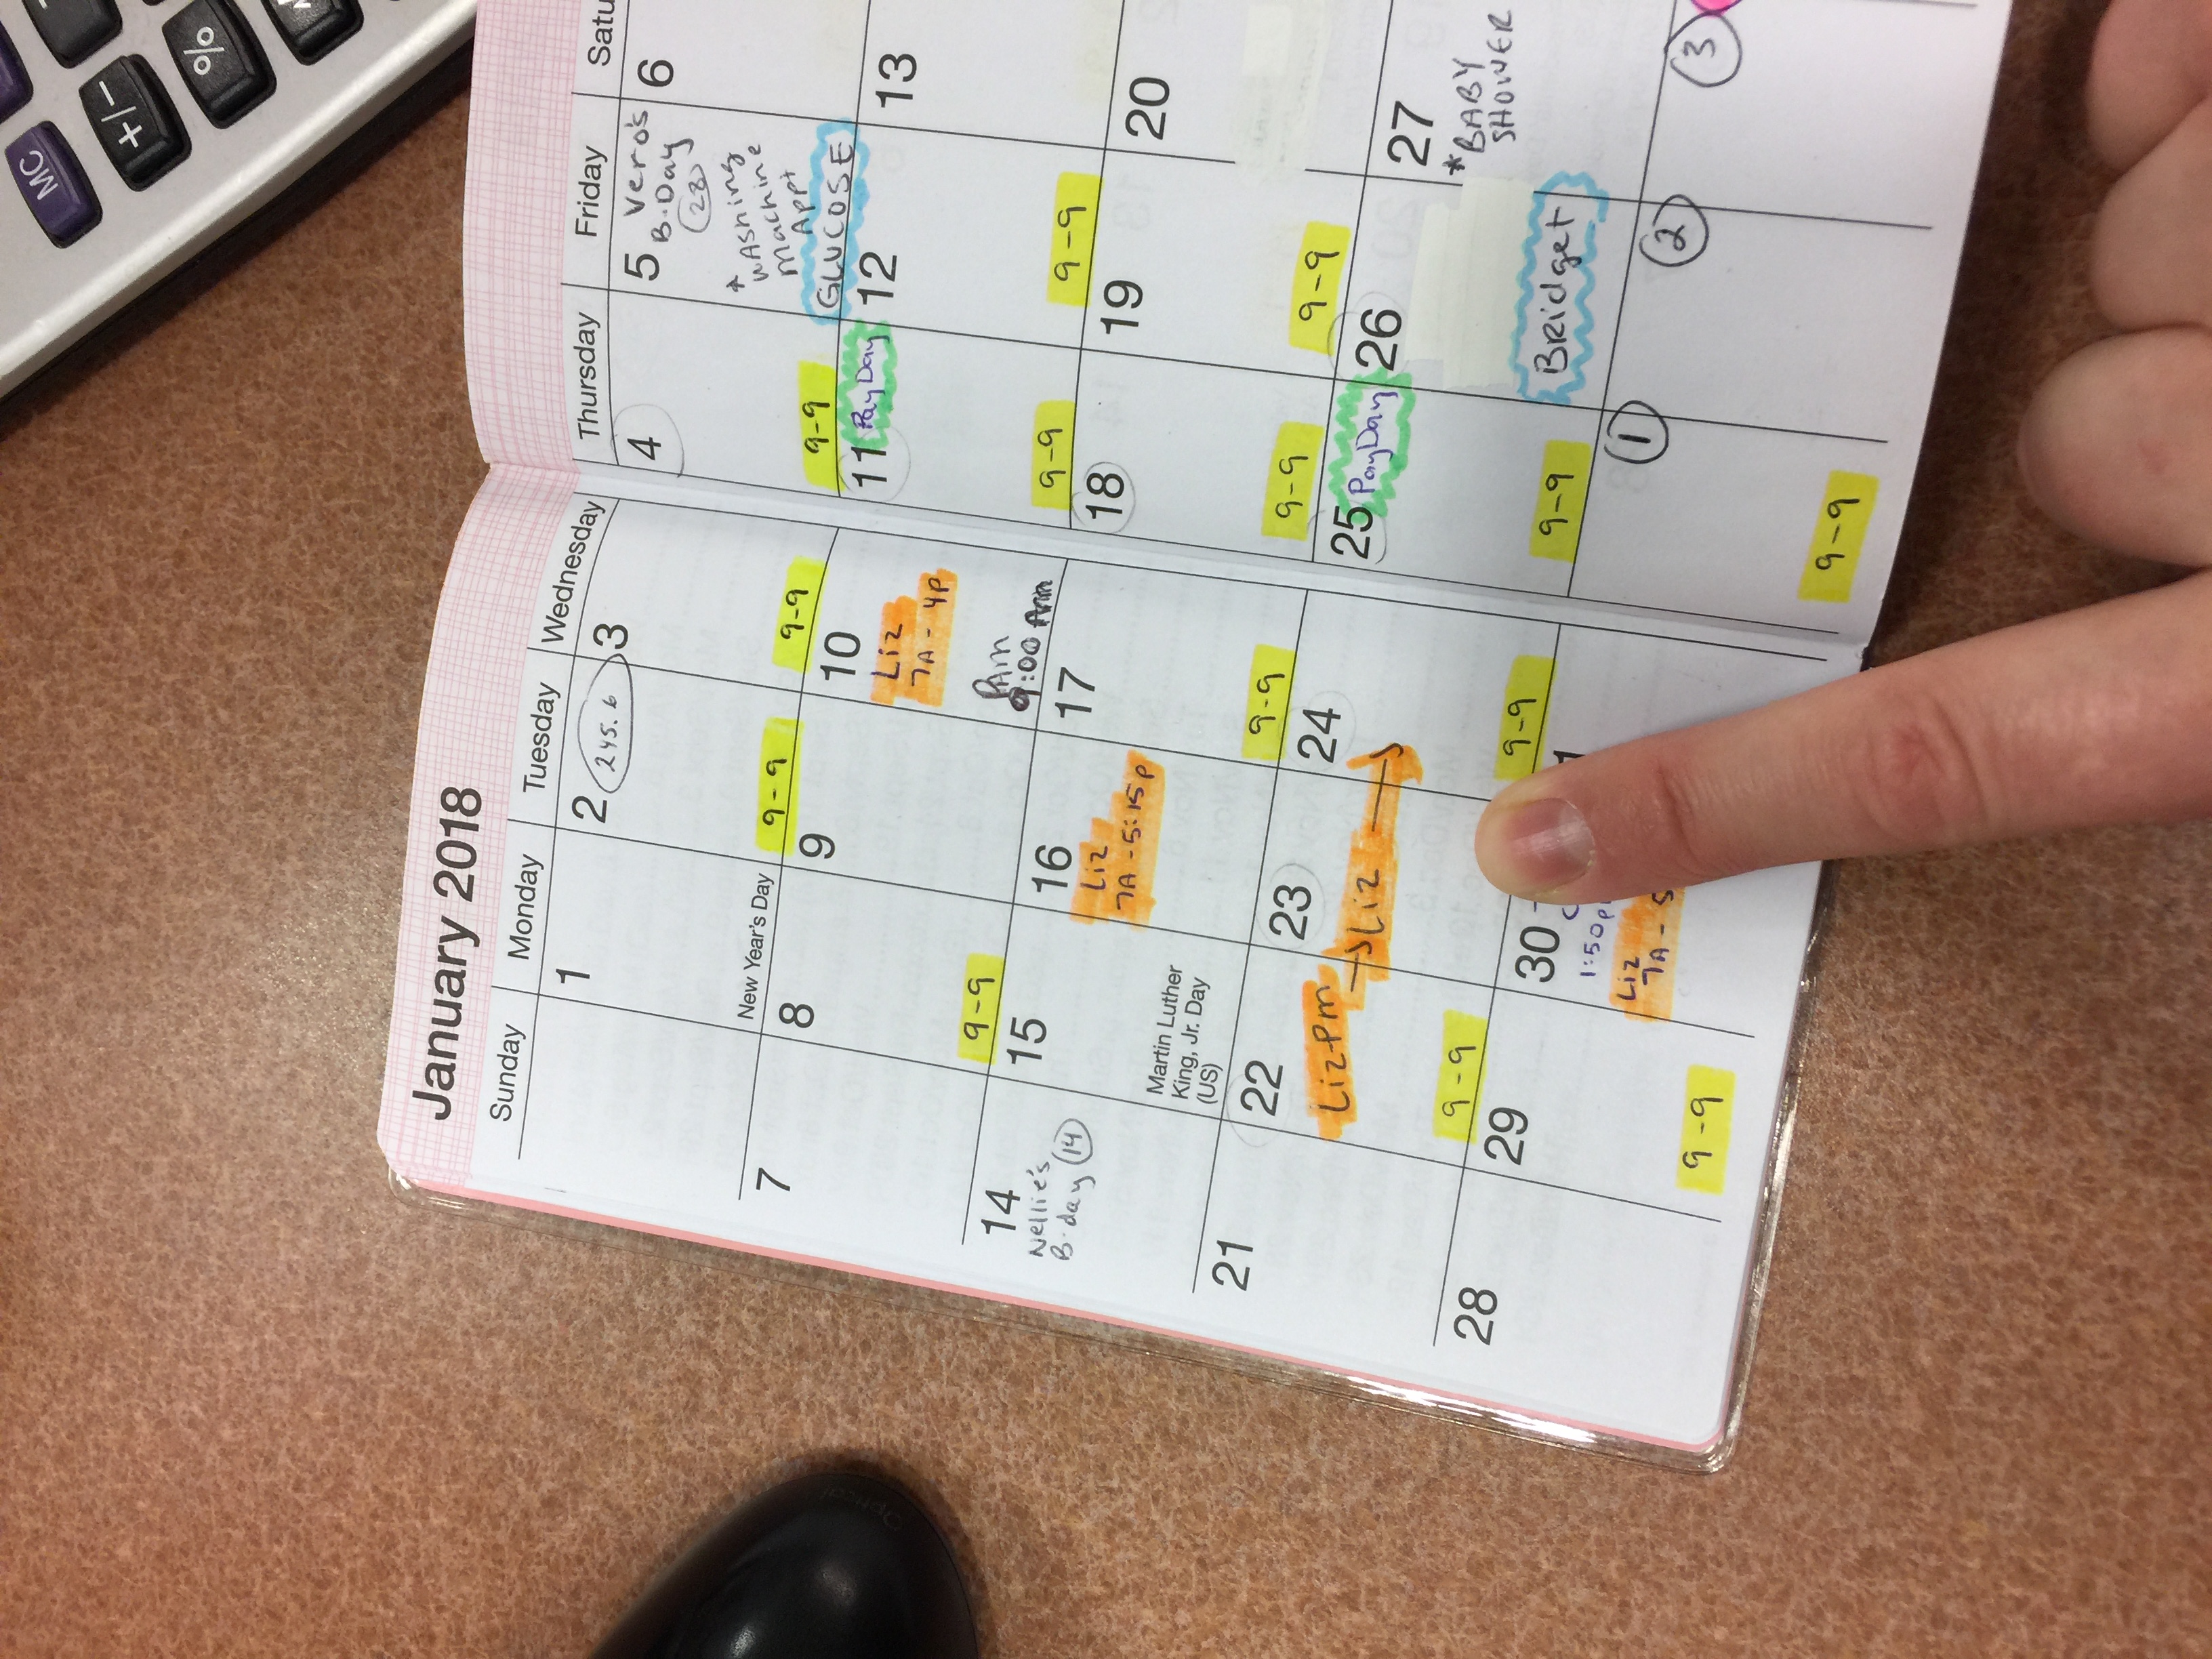 MC
+/−
%
January 2018
Sunday Monday Tuesday Wednesday Thursday Friday
1
New Year's Day
2 245.6
9-9
3
9-9
4
9-9
5 Vero's
B-Day
28
* WAShing
Machine
Appt
GLUCOSE
6
7
8
9-9
9
10
Liz
7A - 4P
PAm
9:00 Am
11 PayDay
9-9
12
9-9
13
14
Nellie's
B-day 14
15
Martin Luther
King, Jr. Day
(US)
16
Liz
7A - 5:15p
17
9-9
18
9-9
19
9-9
20
21
22
Liz-Pm
9-9
23
→ Liz →
24
9-9
25 PayDay
9-9
26
Bridget
27
* BABY
SHOWER
28
29
9-9
30
1:50p
Liz
7A - 5
1
9-9
1
2
3